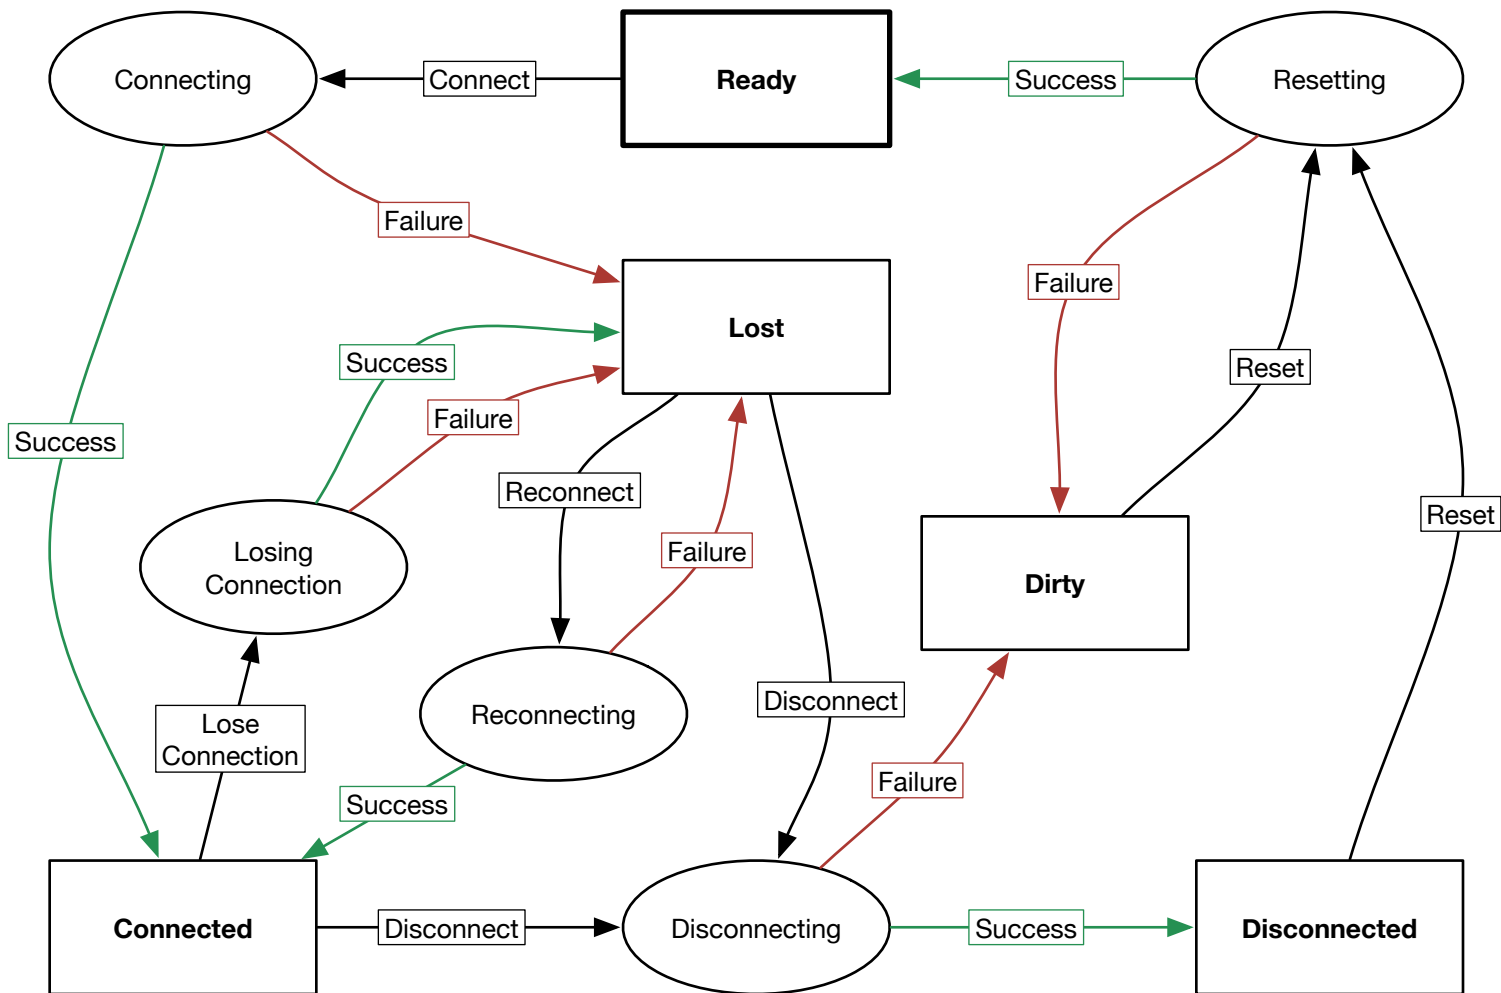 Connecting
Connect
Ready
Success
Resetting
Failure
Failure
Lost
Success
Reset
Failure
Success
Reconnect
Reset
Failure
Losing
Connection
Dirty
Disconnect
Reconnecting
Lose
Connection
Failure
Success
Connected
Disconnect
Disconnecting
Success
Disconnected